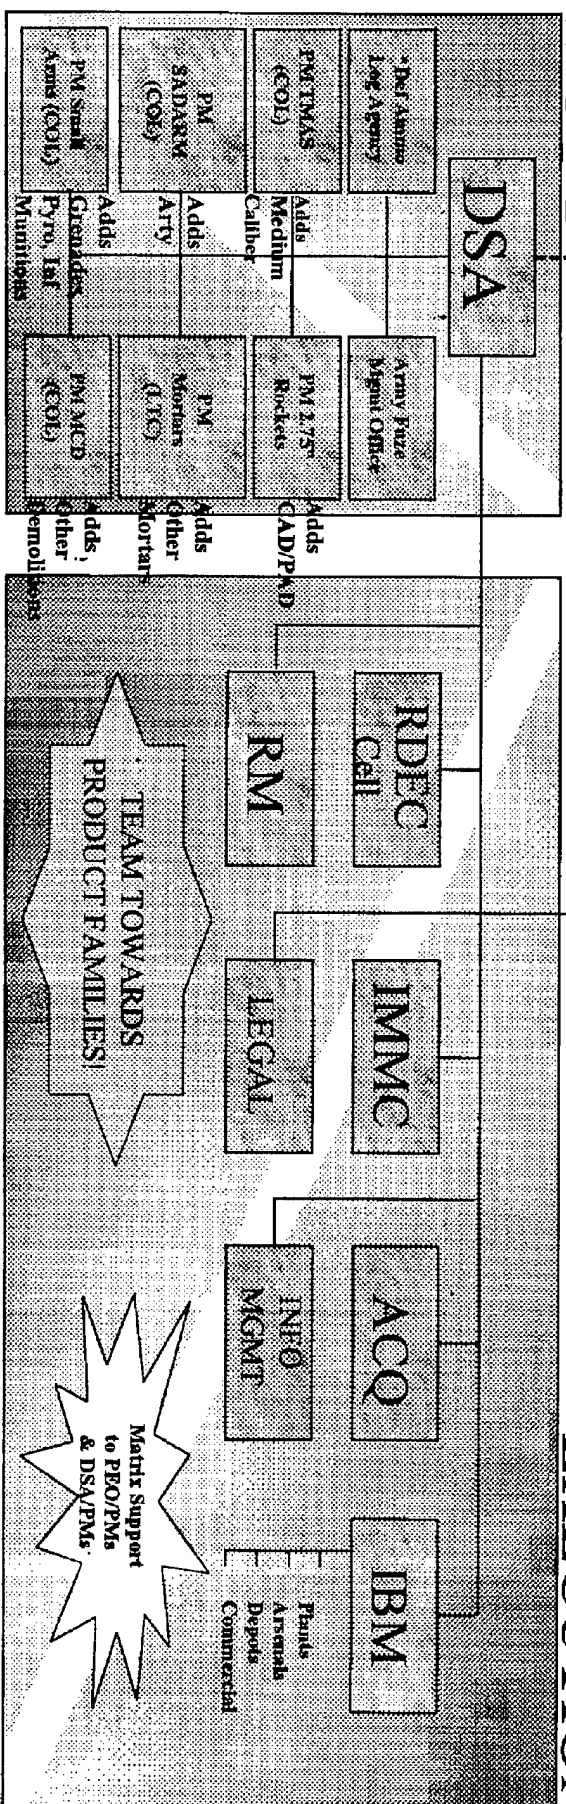 DSA
*Def Ammo
Log Agency
Army Fuze
Mgmt Office
PM TMAS
(COL)
Adds
Medium
Caliber
PM 2.75"
Rockets
Adds
CAD/PAD
PM
SADARM
(COL)
Adds
Arty
PM
Mortars
(LTC)
Adds
Other
Mortars
PM Small
Arms (COL)
Adds
Grenades,
Pyro, Inf
Munitions
PM MCD
(COL)
Adds
Other
Demolitions
RDEC
Cell
IMMC
ACQ
IBM
RM
LEGAL
INFO
MGMT
Plants
Arsenals
Depots
Commercial
TEAM TOWARDS
PRODUCT FAMILIES!
Matrix Support
to PEO/PMs
& DSA/PMs